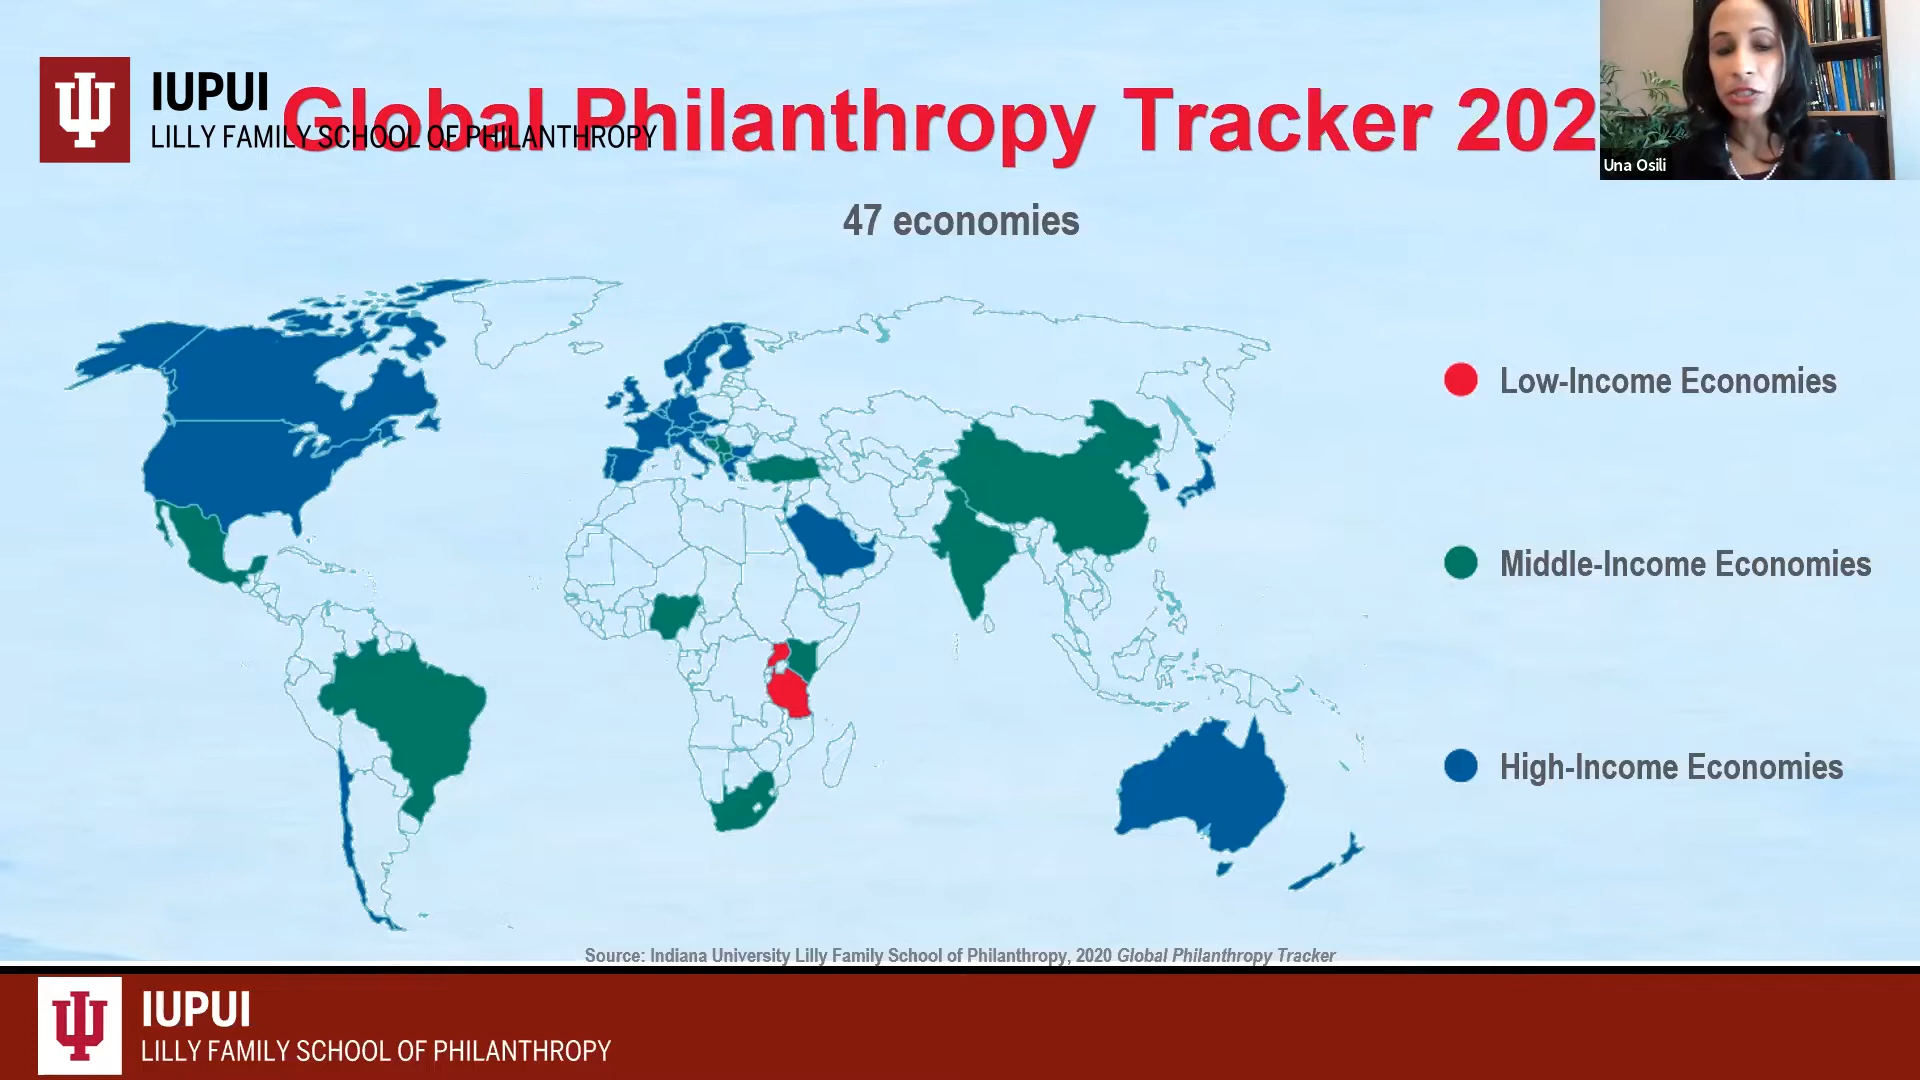 IUPUI
LILLY FAMILY SCHOOL OF PHILANTHROPY
Global Philanthropy Tracker 202
Una Osili
47 economies
Low-Income Economies
Middle-Income Economies
High-Income Economies
Source: Indiana University Lilly Family School of Philanthropy, 2020 Global Philanthropy Tracker
IUPUI
LILLY FAMILY SCHOOL OF PHILANTHROPY